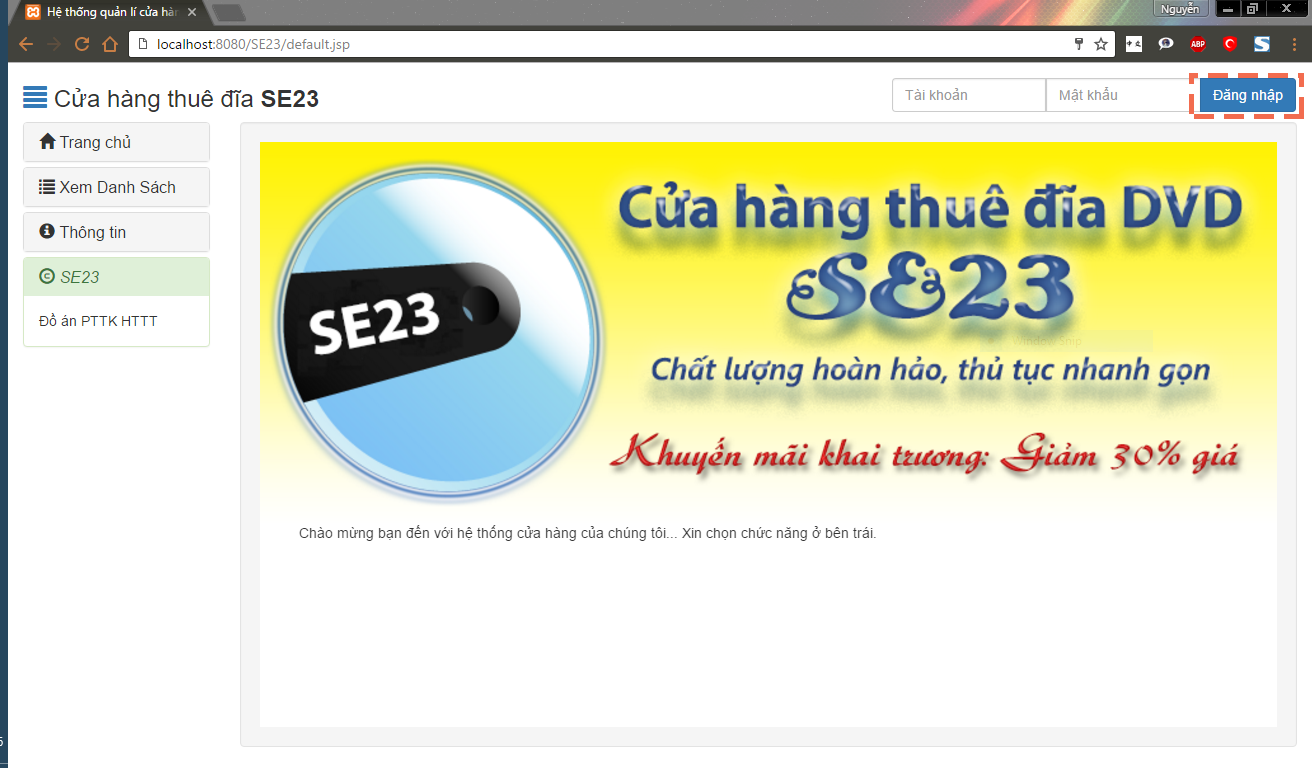 Hệ thống quản lí cửa hàn
Nguyễn
localhost:8080/SE23/default.jsp
ABP
Cửa hàng thuê đĩa SE23
Tài khoản
Mật khẩu
Đăng nhập
Trang chủ
Xem Danh Sách
Thông tin
SE23
Đồ án PTTK HTTT
SE23
Cửa hàng thuê đĩa DVD
SE23
Window Snip
Chất lượng hoàn hảo, thủ tục nhanh gọn
Khuyến mãi khai trương: Giảm 30% giá
Chào mừng bạn đến với hệ thống cửa hàng của chúng tôi... Xin chọn chức năng ở bên trái.